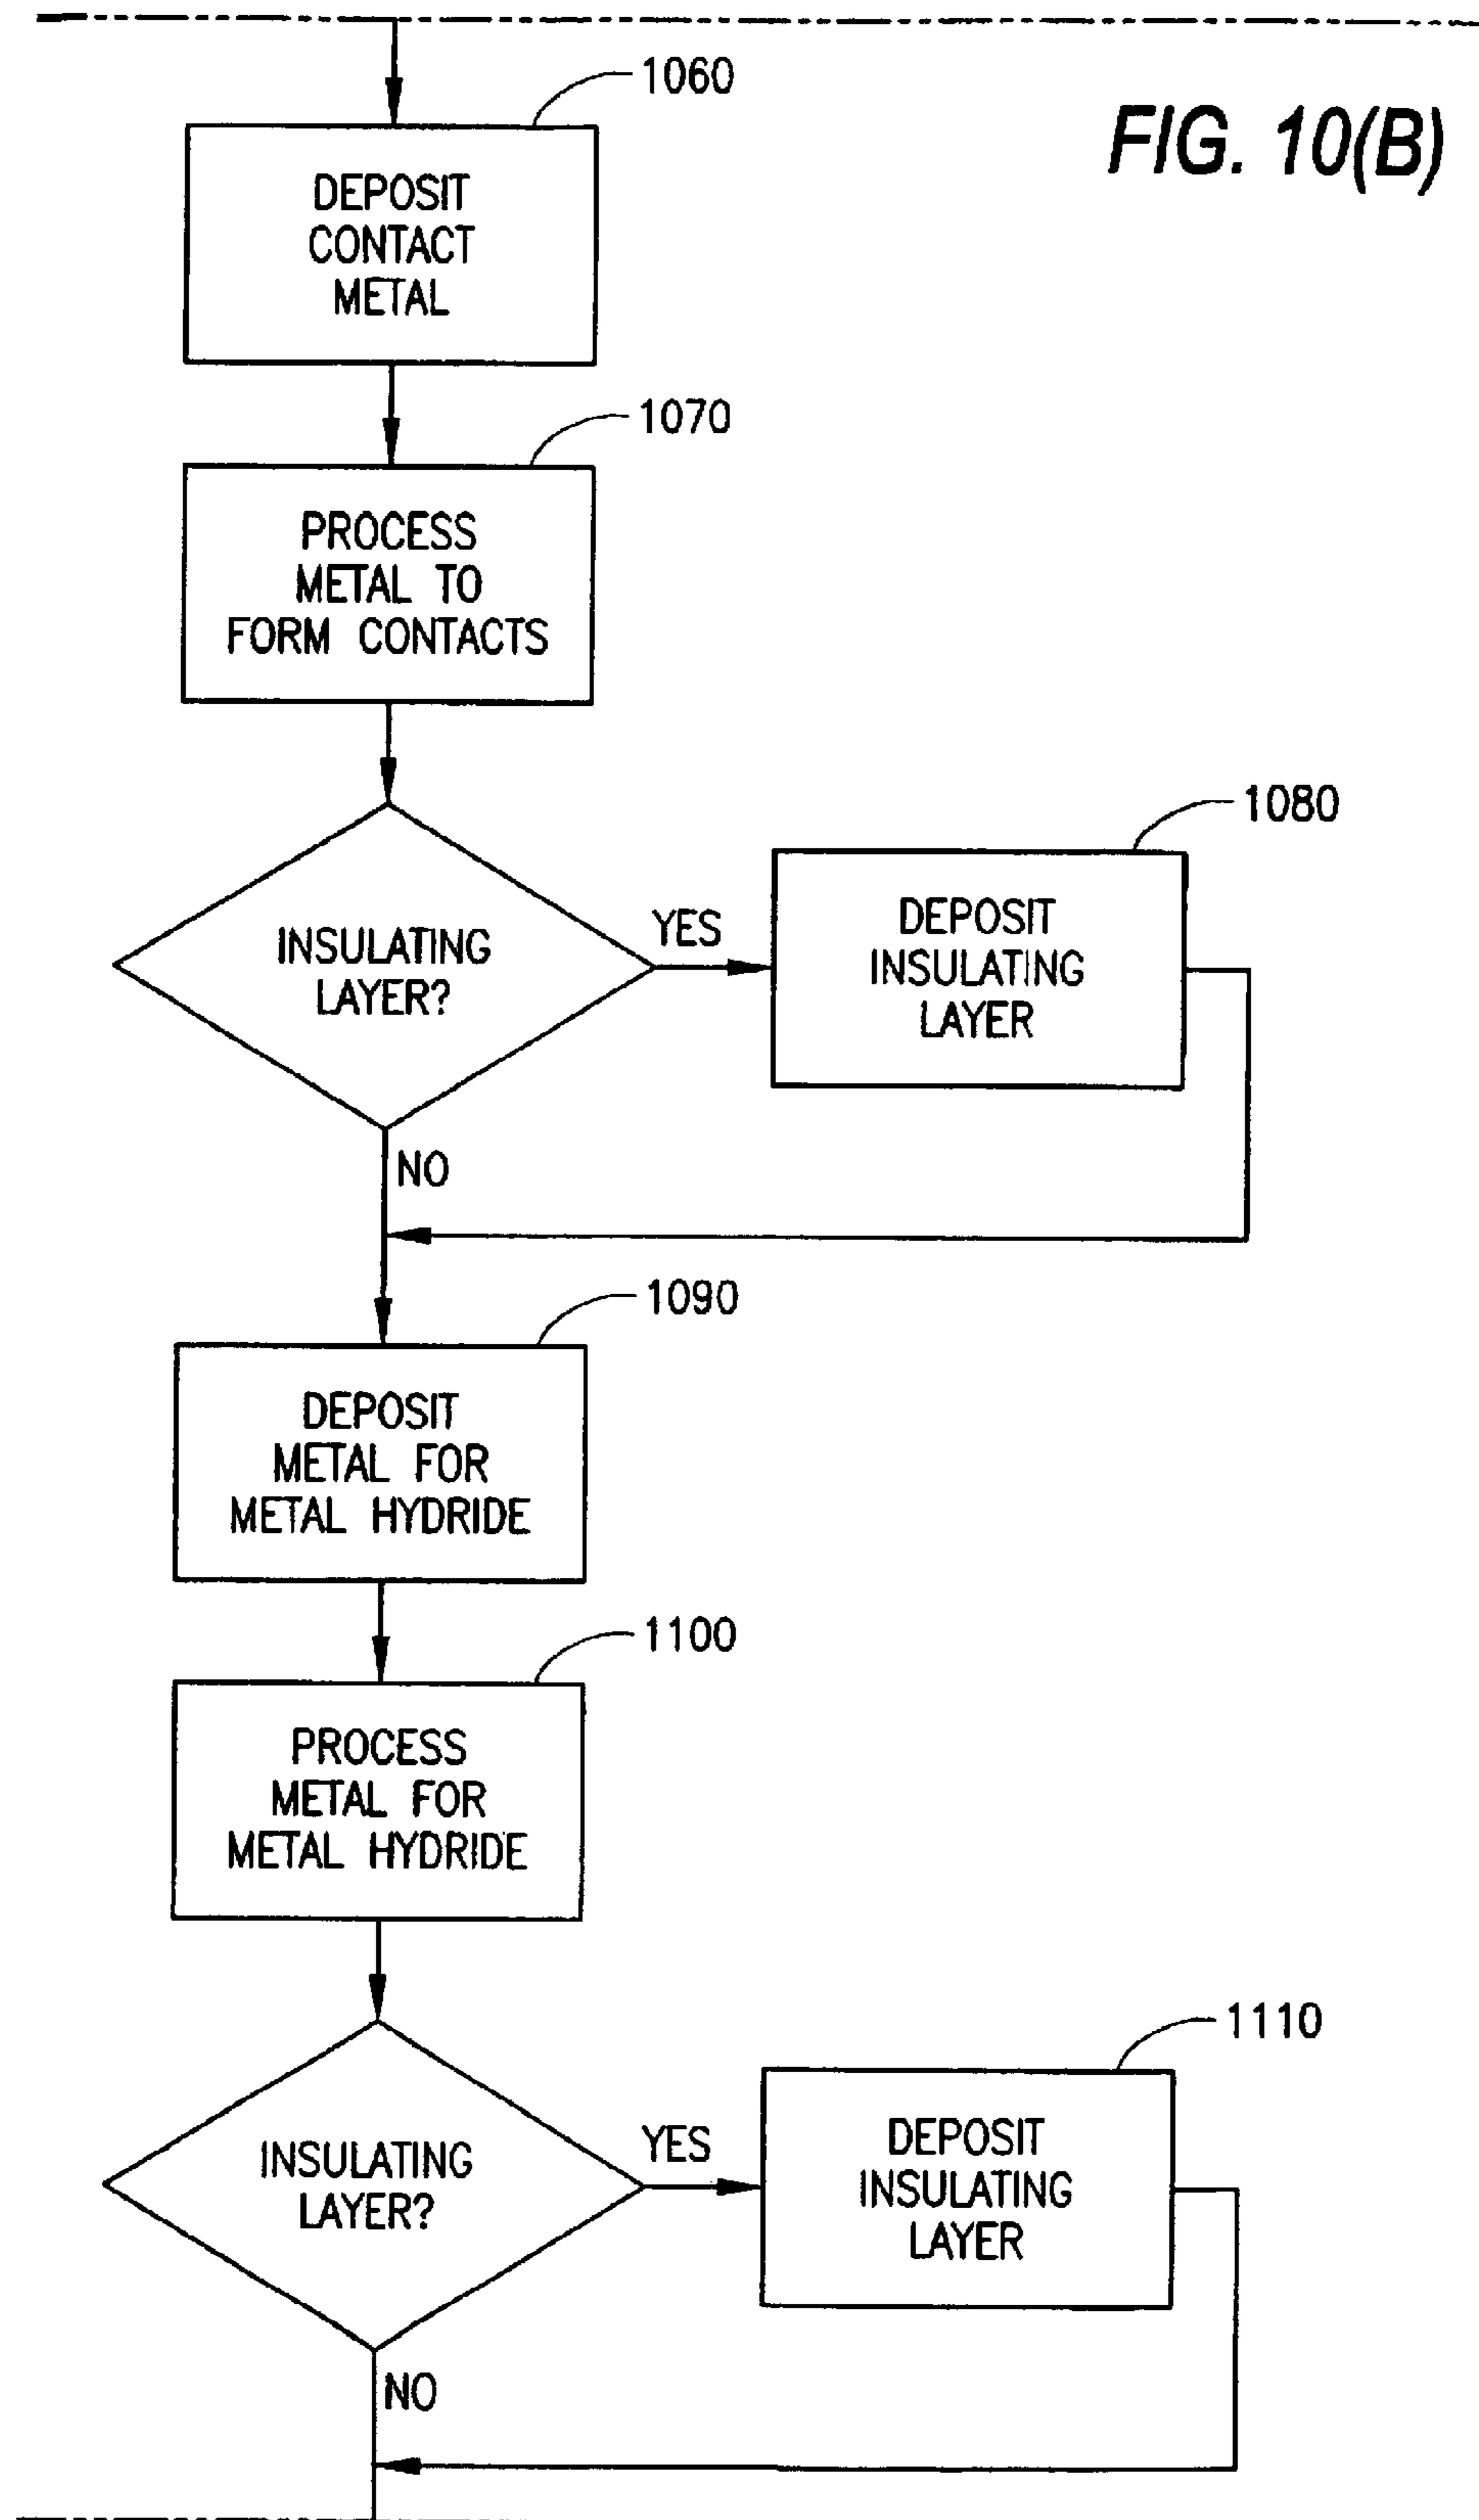 FIG. 10(B)
1060
DEPOSIT
CONTACT
METAL
1070
PROCESS
METAL TO
FORM CONTACTS
1080
INSULATING
LAYER?
YES
DEPOSIT
INSULATING
LAYER
NO
1090
DEPOSIT
METAL FOR
METAL HYDRIDE
1100
PROCESS
METAL FOR
METAL HYDRIDE
1110
INSULATING
LAYER?
YES
DEPOSIT
INSULATING
LAYER
NO